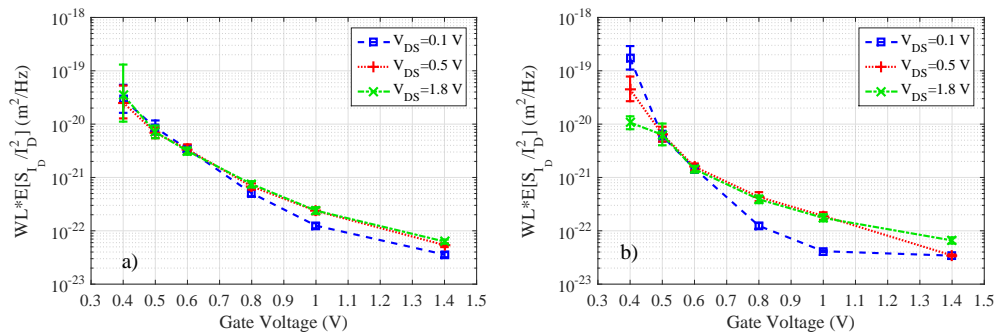 10^-18
10^-19
10^-20
10^-21
10^-22
10^-23
WL*E[S_I_D/I_D^2] (m^2/Hz)
V_DS=0.1 V
V_DS=0.5 V
V_DS=1.8 V
a)
0.3 0.4 0.5 0.6 0.7 0.8 0.9 1 1.1 1.2 1.3 1.4 1.5
Gate Voltage (V)
10^-18
10^-19
10^-20
10^-21
10^-22
10^-23
WL*E[S_I_D/I_D^2] (m^2/Hz)
V_DS=0.1 V
V_DS=0.5 V
V_DS=1.8 V
b)
0.3 0.4 0.5 0.6 0.7 0.8 0.9 1 1.1 1.2 1.3 1.4 1.5
Gate Voltage (V)